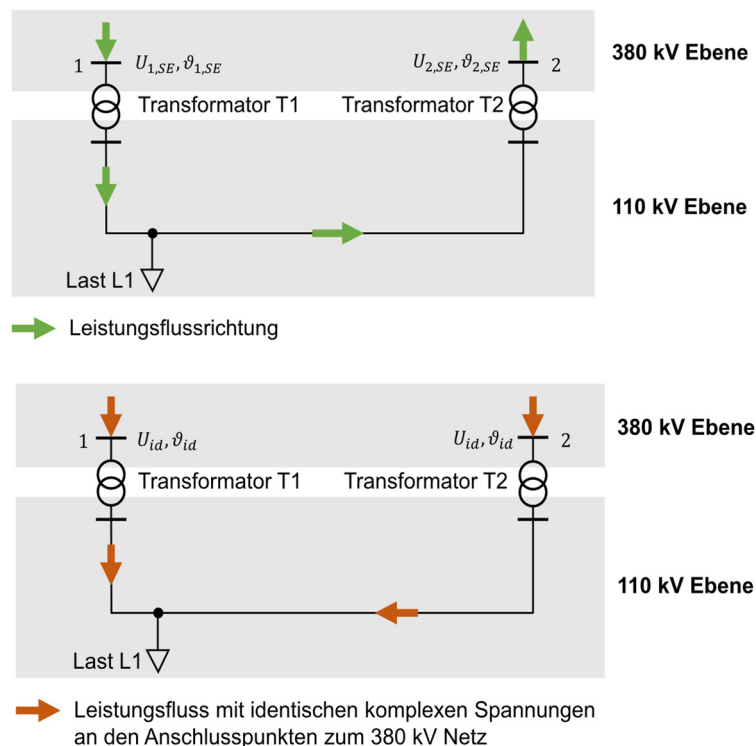 380 kV Ebene
1 U₁,SE, ϑ₁,SE U₂,SE, ϑ₂,SE 2
Transformator T1 Transformator T2
110 kV Ebene
Last L1
Leistungsflussrichtung
380 kV Ebene
1 Uid, ϑid Uid, ϑid 2
Transformator T1 Transformator T2
110 kV Ebene
Last L1
Leistungsfluss mit identischen komplexen Spannungen
an den Anschlusspunkten zum 380 kV Netz